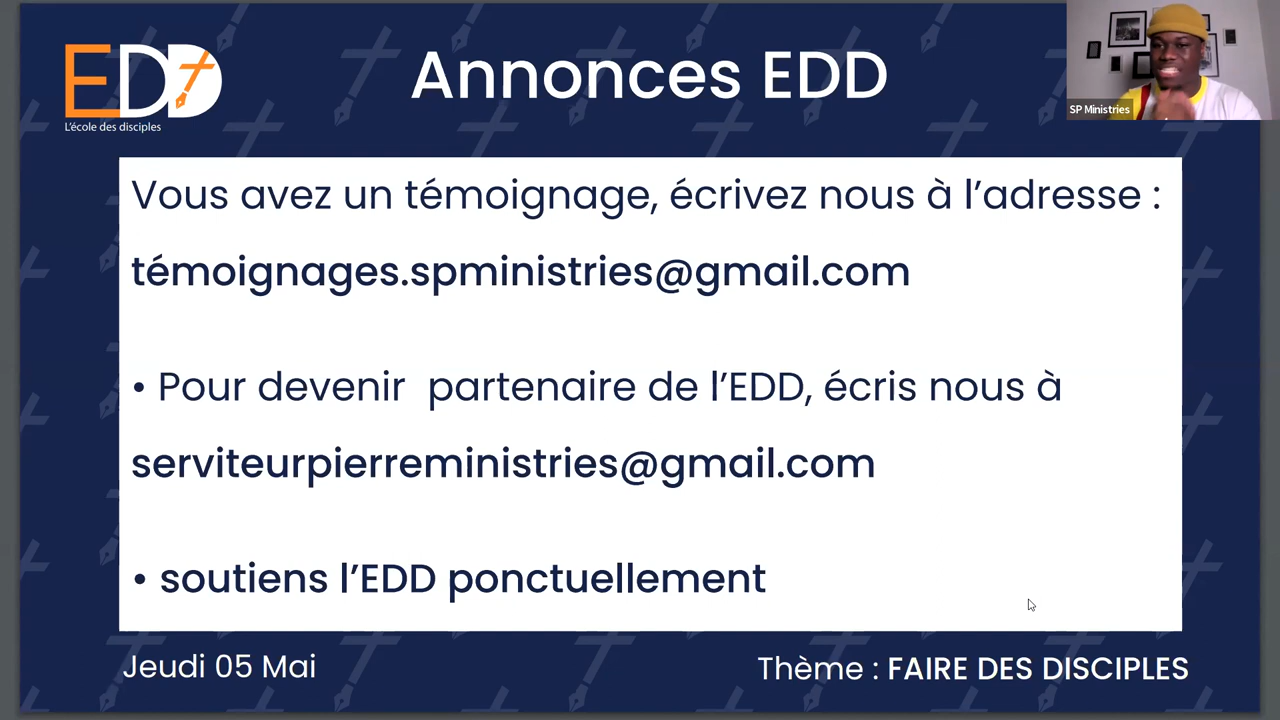 EDD
L'école des disciples
Annonces EDD
SP Ministries
Vous avez un témoignage, écrivez nous à l'adresse :
témoignages.spministries@gmail.com
• Pour devenir partenaire de l'EDD, écris nous à
serviteurpierreministries@gmail.com
• soutiens l'EDD ponctuellement
Jeudi 05 Mai
Thème : FAIRE DES DISCIPLES